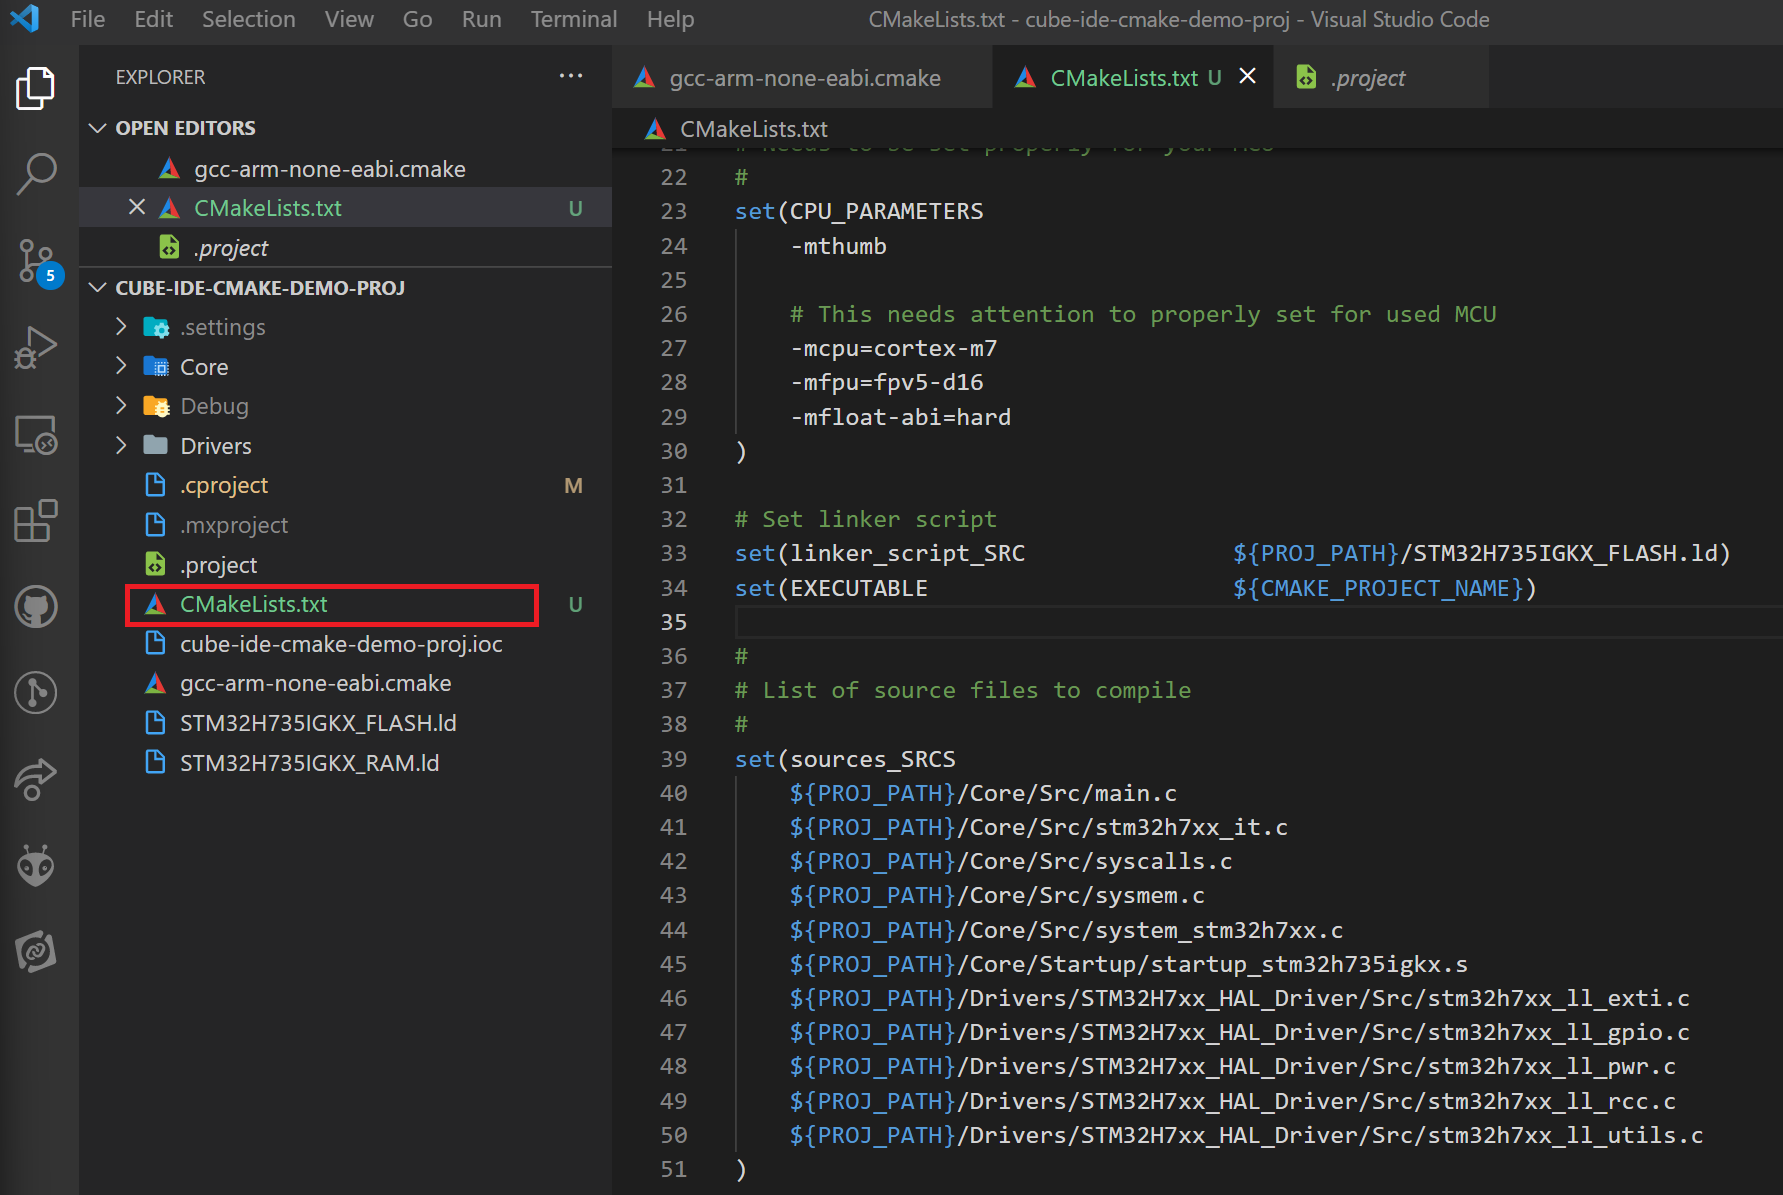 File Edit Selection View Go Run Terminal Help CMakeLists.txt - cube-ide-cmake-demo-proj - Visual Studio Code
EXPLORER ···
OPEN EDITORS
gcc-arm-none-eabi.cmake
CMakeLists.txt U
.project
CUBE-IDE-CMAKE-DEMO-PROJ
.settings
Core
Debug
Drivers
.cproject M
.mxproject
.project
CMakeLists.txt U
cube-ide-cmake-demo-proj.ioc
gcc-arm-none-eabi.cmake
STM32H735IGKX_FLASH.ld
STM32H735IGKX_RAM.ld
5
gcc-arm-none-eabi.cmake CMakeLists.txt U .project
CMakeLists.txt
21 # Needs to be set properly for your MCU
22 #
23 set(CPU_PARAMETERS
24 -mthumb
25
26 # This needs attention to properly set for used MCU
27 -mcpu=cortex-m7
28 -mfpu=fpv5-d16
29 -mfloat-abi=hard
30 )
31
32 # Set linker script
33 set(linker_script_SRC ${PROJ_PATH}/STM32H735IGKX_FLASH.ld)
34 set(EXECUTABLE ${CMAKE_PROJECT_NAME})
35
36 #
37 # List of source files to compile
38 #
39 set(sources_SRCS
40 ${PROJ_PATH}/Core/Src/main.c
41 ${PROJ_PATH}/Core/Src/stm32h7xx_it.c
42 ${PROJ_PATH}/Core/Src/syscalls.c
43 ${PROJ_PATH}/Core/Src/sysmem.c
44 ${PROJ_PATH}/Core/Src/system_stm32h7xx.c
45 ${PROJ_PATH}/Core/Startup/startup_stm32h735igkx.s
46 ${PROJ_PATH}/Drivers/STM32H7xx_HAL_Driver/Src/stm32h7xx_ll_exti.c
47 ${PROJ_PATH}/Drivers/STM32H7xx_HAL_Driver/Src/stm32h7xx_ll_gpio.c
48 ${PROJ_PATH}/Drivers/STM32H7xx_HAL_Driver/Src/stm32h7xx_ll_pwr.c
49 ${PROJ_PATH}/Drivers/STM32H7xx_HAL_Driver/Src/stm32h7xx_ll_rcc.c
50 ${PROJ_PATH}/Drivers/STM32H7xx_HAL_Driver/Src/stm32h7xx_ll_utils.c
51 )